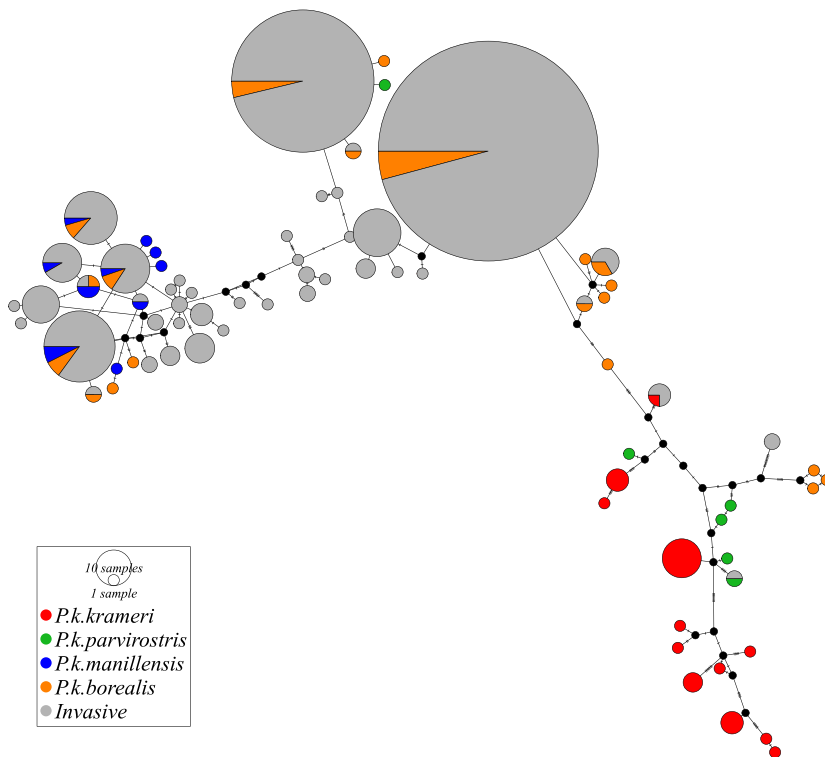 10 samples
1 sample
P.k.krameri
P.k.parvirostris
P.k.manillensis
P.k.borealis
Invasive